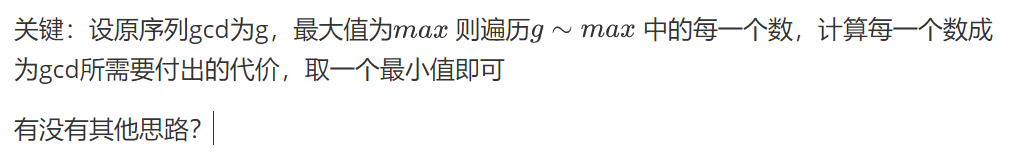 关键：设原序列gcd为g，最大值为max 则遍历g ~ max 中的每一个数，计算每一个数成
为gcd所需要付出的代价，取一个最小值即可
有没有其他思路？